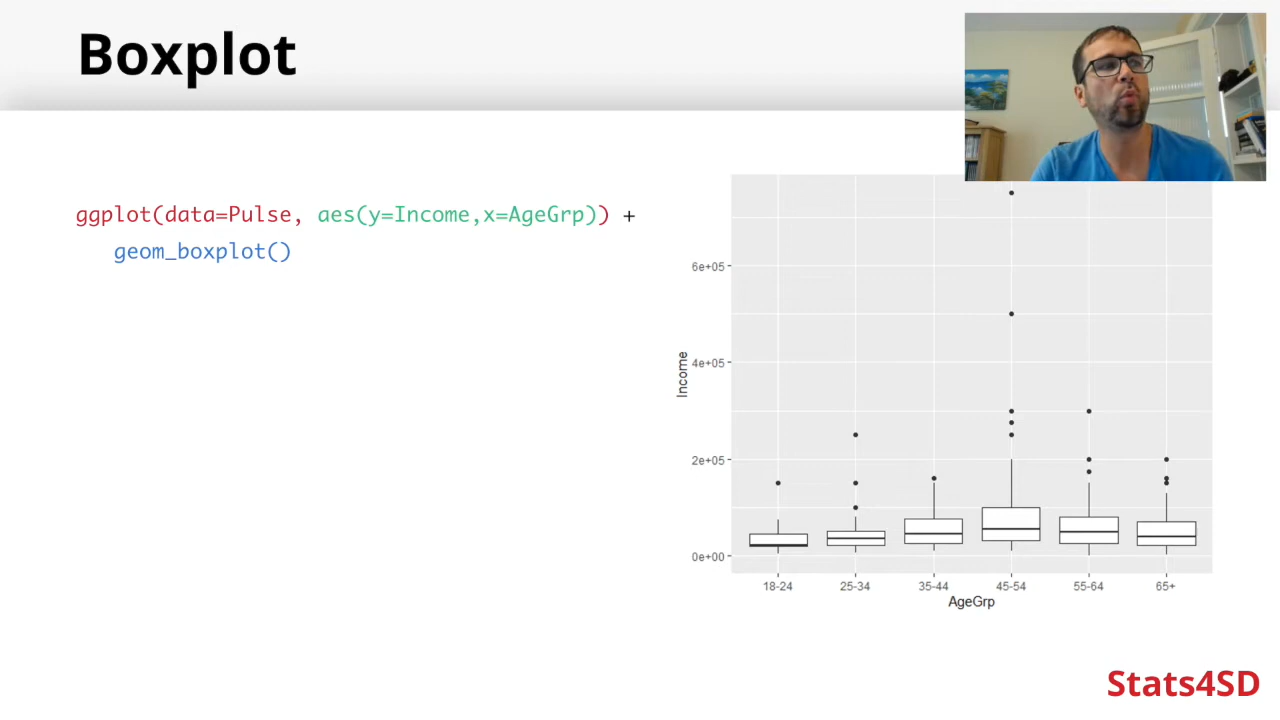 Boxplot
ggplot(data=Pulse, aes(y=Income,x=AgeGrp)) +
geom_boxplot()
6e+05
4e+05
2e+05
0e+00
Income
18-24 25-34 35-44 45-54 55-64 65+
AgeGrp
Stats4SD